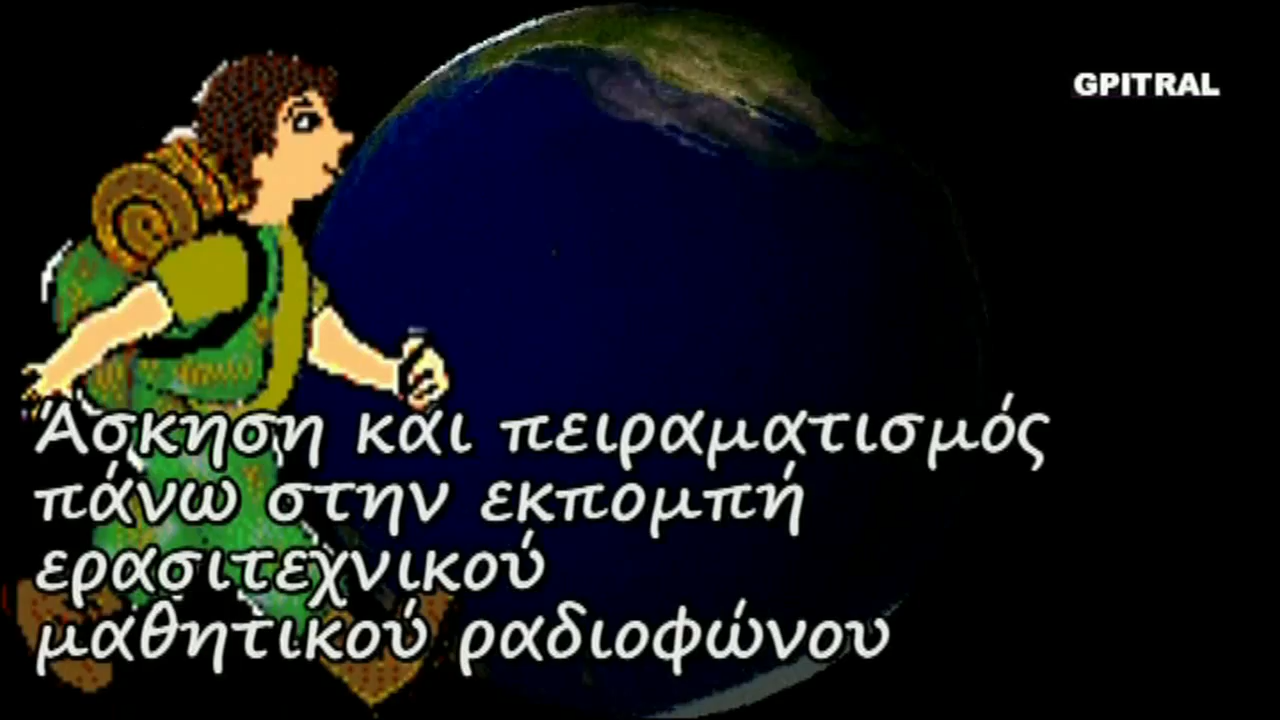 GPITRAL
Άσκηση και πειραματισμός
πάνω στην εκπομπή
ερασιτεχνικού
μαθητικού ραδιοφώνου